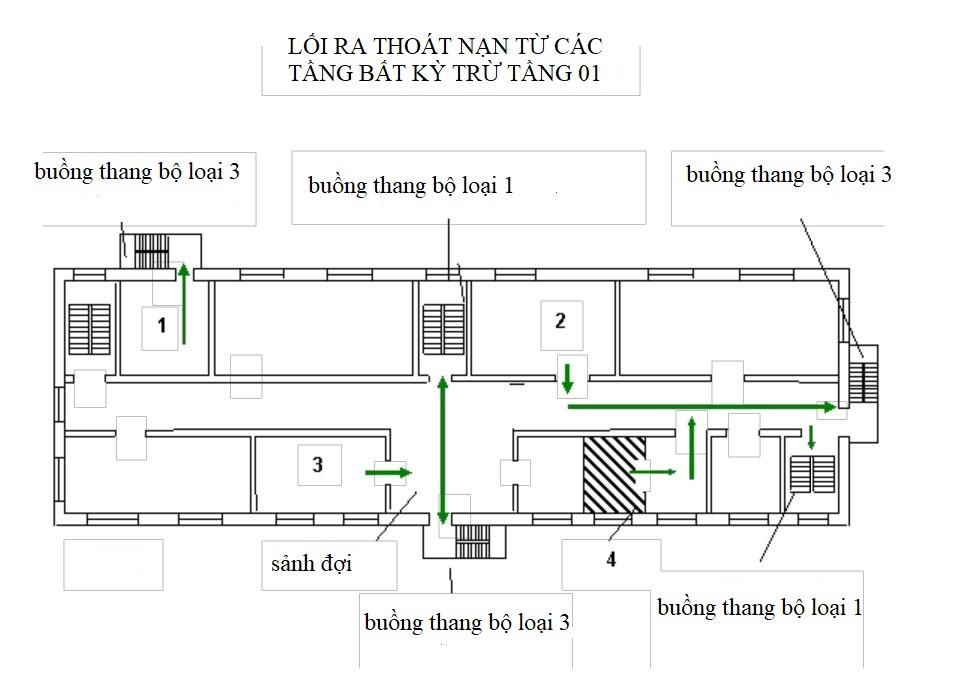 LỐI RA THOÁT NẠN TỪ CÁC
TẦNG BẤT KỲ TRỪ TẦNG 01
buồng thang bộ loại 3
buồng thang bộ loại 1
buồng thang bộ loại 3
1
2
3
sảnh đợi
4
buồng thang bộ loại 1
buồng thang bộ loại 3